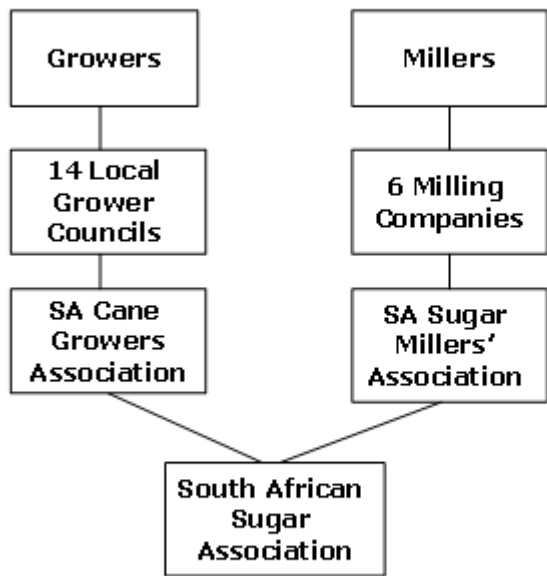 Growers
Millers
14 Local
Grower
Councils
6 Milling
Companies
SA Cane
Growers
Association
SA Sugar
Millers’
Association
South African
Sugar
Association